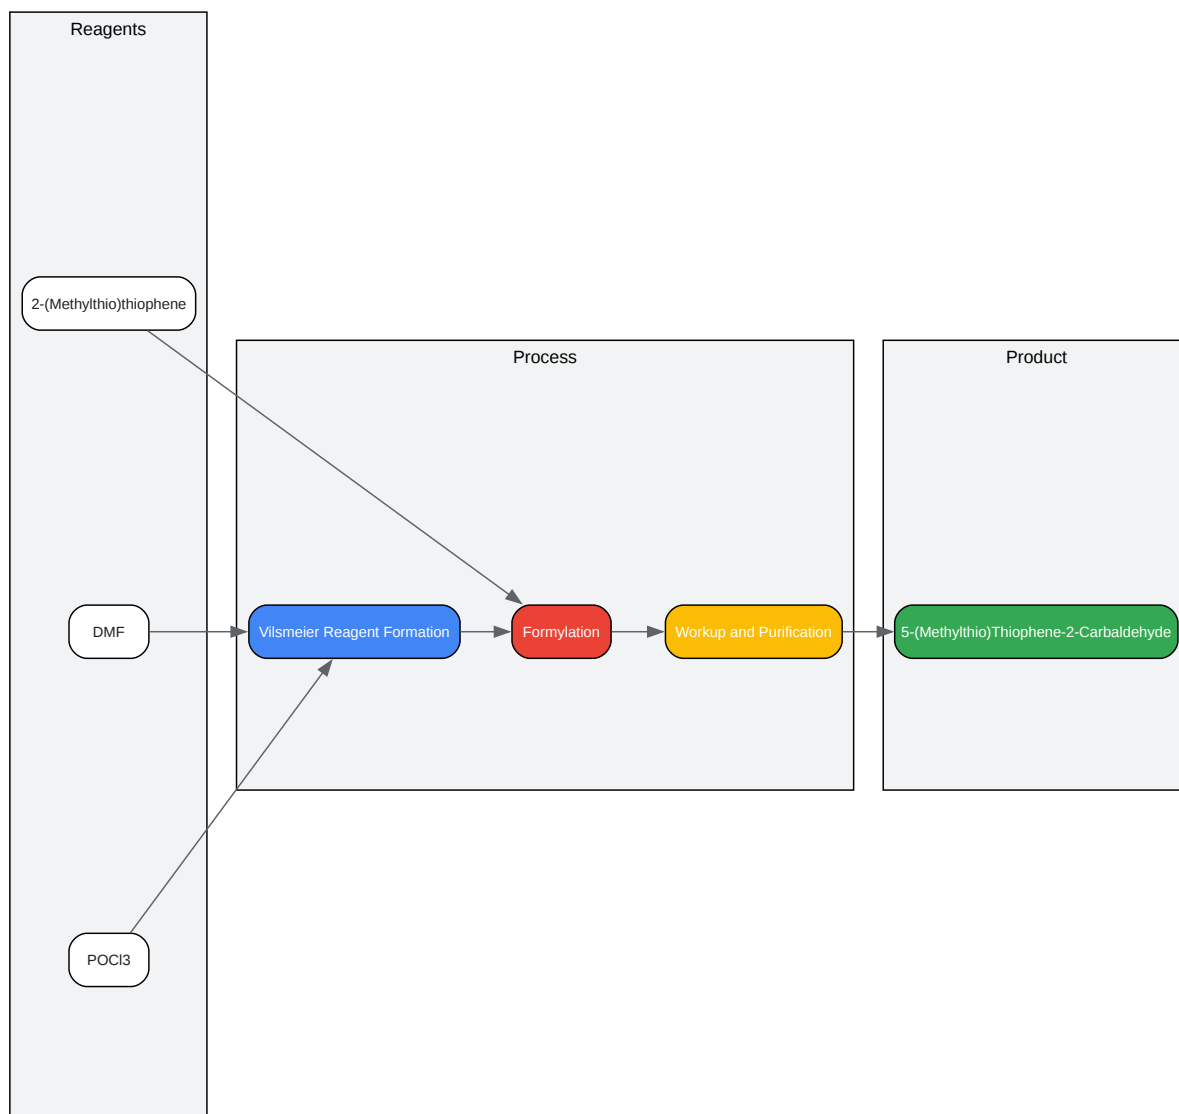 Reagents
2-(Methylthio)thiophene
DMF
POCl3
Process
Vilsmeier Reagent Formation
Formylation
Workup and Purification
Product
5-(Methylthio)Thiophene-2-Carbaldehyde